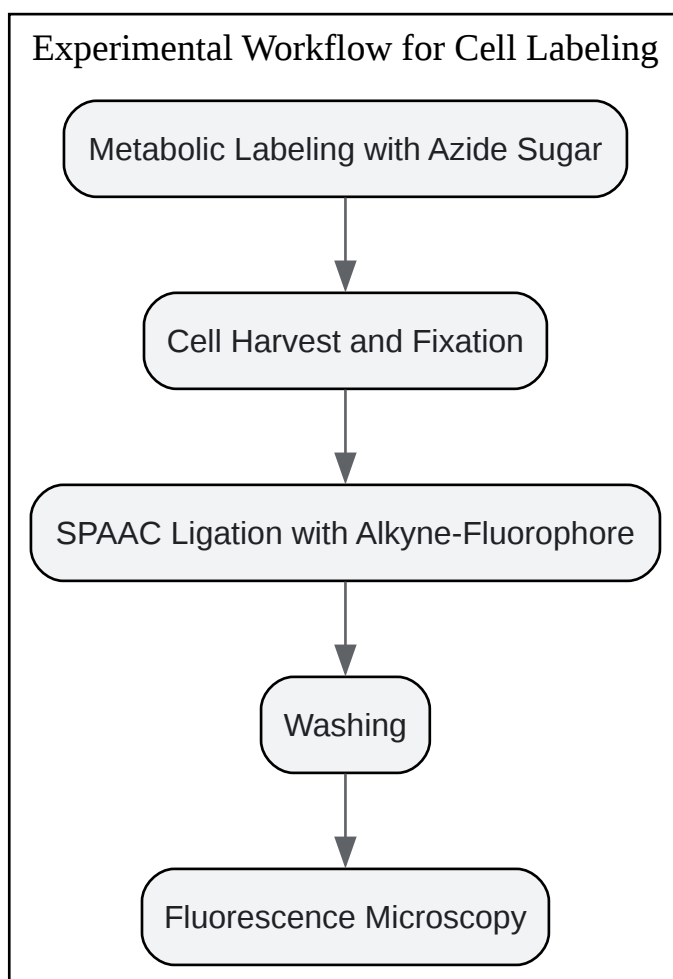 Experimental Workflow for Cell Labeling
Metabolic Labeling with Azide Sugar
Cell Harvest and Fixation
SPAAC Ligation with Alkyne-Fluorophore
Washing
Fluorescence Microscopy